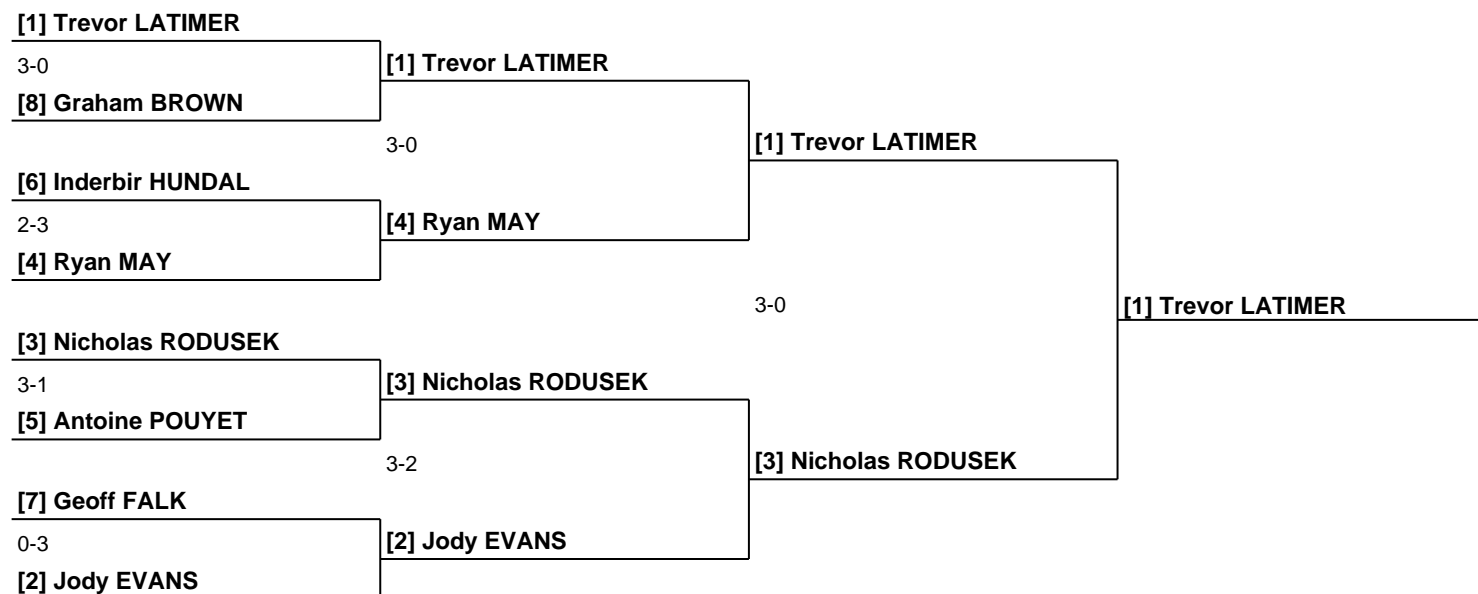 [1] Trevor LATIMER
3-0
[8] Graham BROWN
[6] Inderbir HUNDAL
2-3
[4] Ryan MAY
[3] Nicholas RODUSEK
3-1
[5] Antoine POUYET
[7] Geoff FALK
0-3
[2] Jody EVANS
[1] Trevor LATIMER
3-0
[4] Ryan MAY
[3] Nicholas RODUSEK
3-2
[2] Jody EVANS
[1] Trevor LATIMER
3-0
[3] Nicholas RODUSEK
[1] Trevor LATIMER